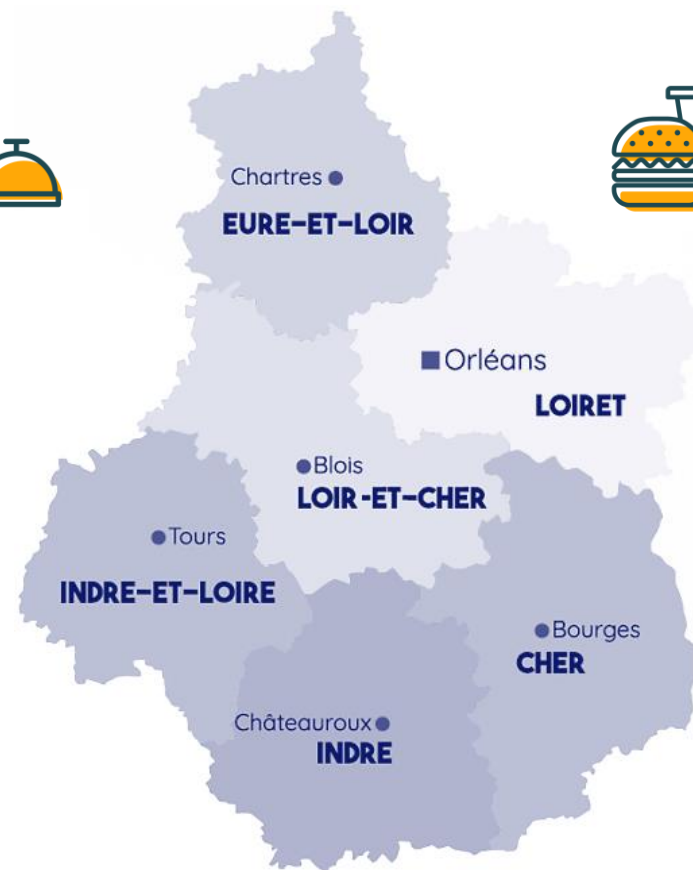 Chartres
EURE-ET-LOIR
Orléans
LOIRET
Blois
LOIR-ET-CHER
Tours
INDRE-ET-LOIRE
Bourges
CHER
Châteauroux
INDRE